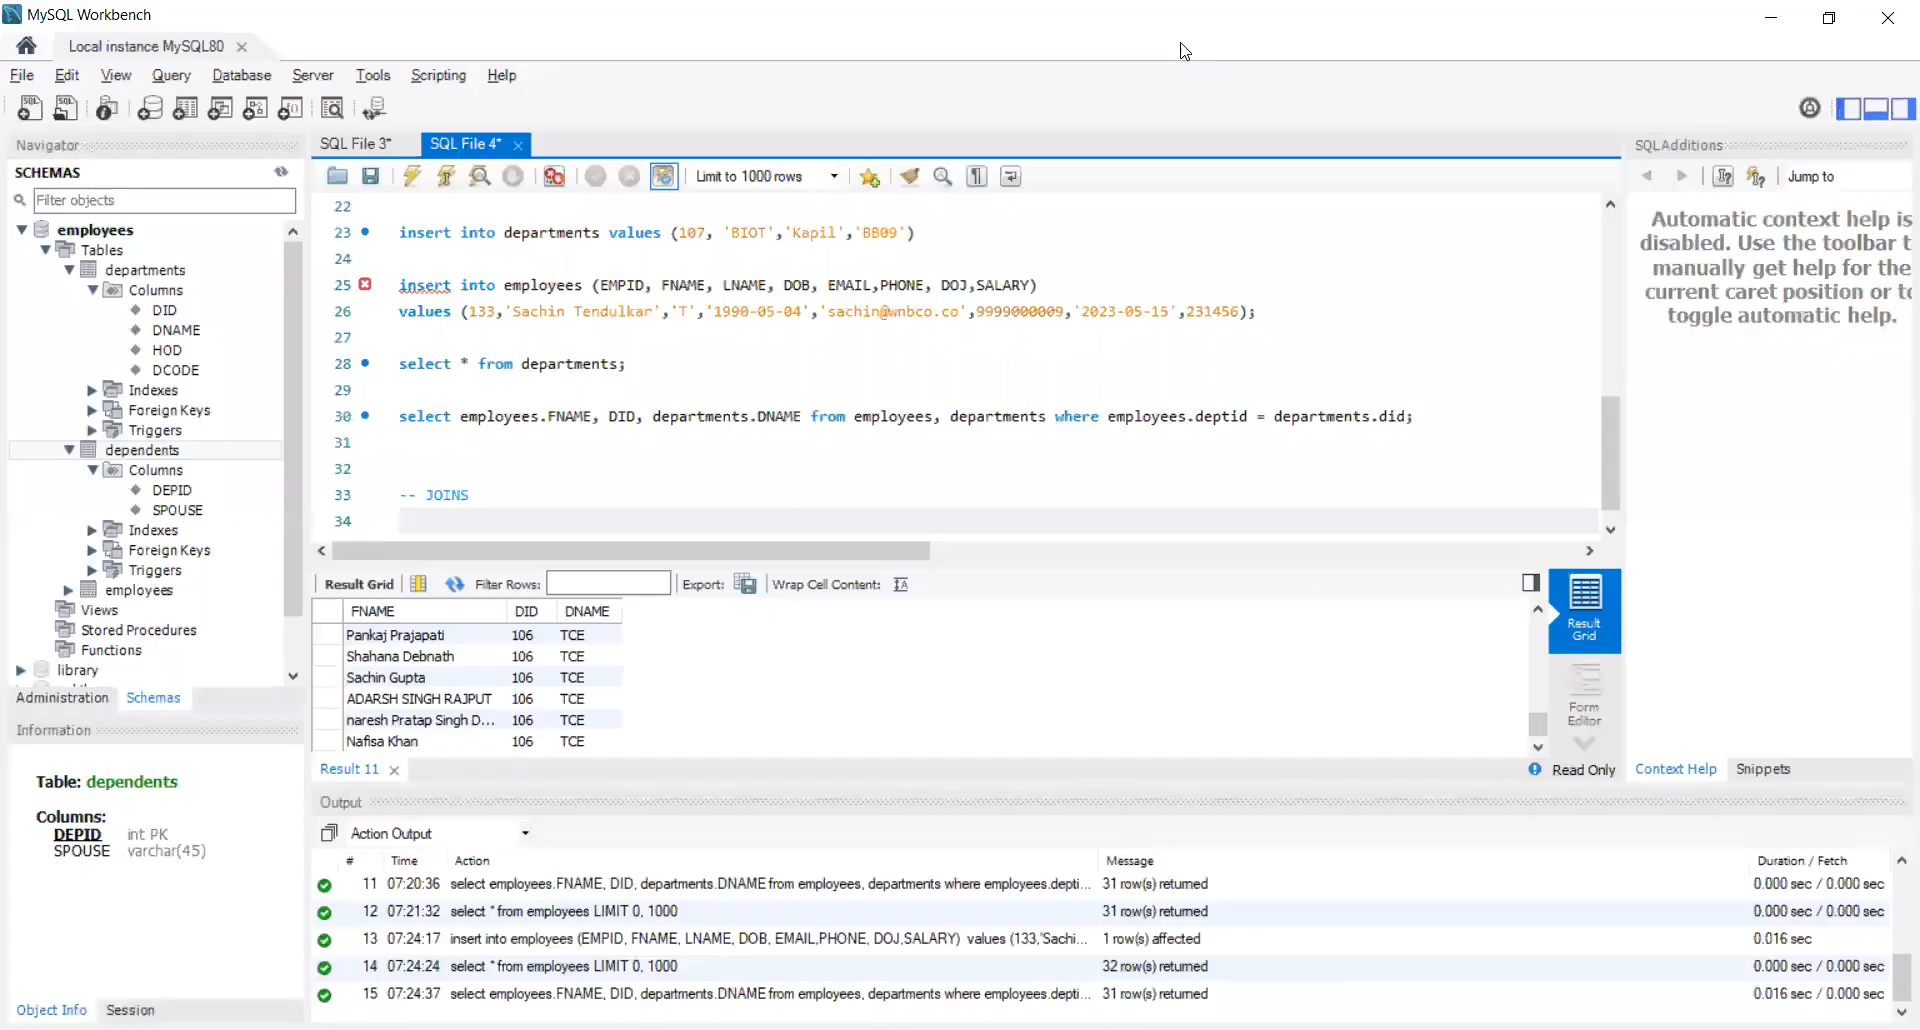 MySQL Workbench
Local instance MySQL80
File Edit View Query Database Server Tools Scripting Help
Navigator
SCHEMAS
Filter objects
employees
Tables
departments
Columns
DID
DNAME
HOD
DCODE
Indexes
Foreign Keys
Triggers
dependents
Columns
DEPID
SPOUSE
Indexes
Foreign Keys
Triggers
employees
Views
Stored Procedures
Functions
library
Administration Schemas
Information
Table: dependents
Columns:
DEPID int PK
SPOUSE varchar(45)
Object Info Session
SQL File 3* SQL File 4*
Limit to 1000 rows
22
23 insert into departments values (107, 'BIOT','Kapil','BB09')
24
25 insert into employees (EMPID, FNAME, LNAME, DOB, EMAIL,PHONE, DOJ,SALARY)
26 values (133,'Sachin Tendulkar','T','1990-05-04','sachin@wnbco.co',9999000009,'2023-05-15',231456);
27
28 select * from departments;
29
30 select employees.FNAME, DID, departments.DNAME from employees, departments where employees.deptid = departments.did;
31
32
33 -- JOINS
34
Result Grid Filter Rows: Export: Wrap Cell Content:
FNAME DID DNAME
Pankaj Prajapati 106 TCE
Shahana Debnath 106 TCE
Sachin Gupta 106 TCE
ADARSH SINGH RAJPUT 106 TCE
naresh Pratap Singh D... 106 TCE
Nafisa Khan 106 TCE
Result Grid
Form Editor
Result 11
Read Only
SQLAdditions
Jump to
Automatic context help is
disabled. Use the toolbar t
manually get help for the
current caret position or to
toggle automatic help.
Context Help Snippets
Output
Action Output
# Time Action Message Duration / Fetch
11 07:20:36 select employees.FNAME, DID, departments.DNAME from employees, departments where employees.depti... 31 row(s) returned 0.000 sec / 0.000 sec
12 07:21:32 select * from employees LIMIT 0, 1000 31 row(s) returned 0.000 sec / 0.000 sec
13 07:24:17 insert into employees (EMPID, FNAME, LNAME, DOB, EMAIL,PHONE, DOJ,SALARY) values (133,'Sachi... 1 row(s) affected 0.016 sec
14 07:24:24 select * from employees LIMIT 0, 1000 32 row(s) returned 0.000 sec / 0.000 sec
15 07:24:37 select employees.FNAME, DID, departments.DNAME from employees, departments where employees.depti... 31 row(s) returned 0.016 sec / 0.000 sec